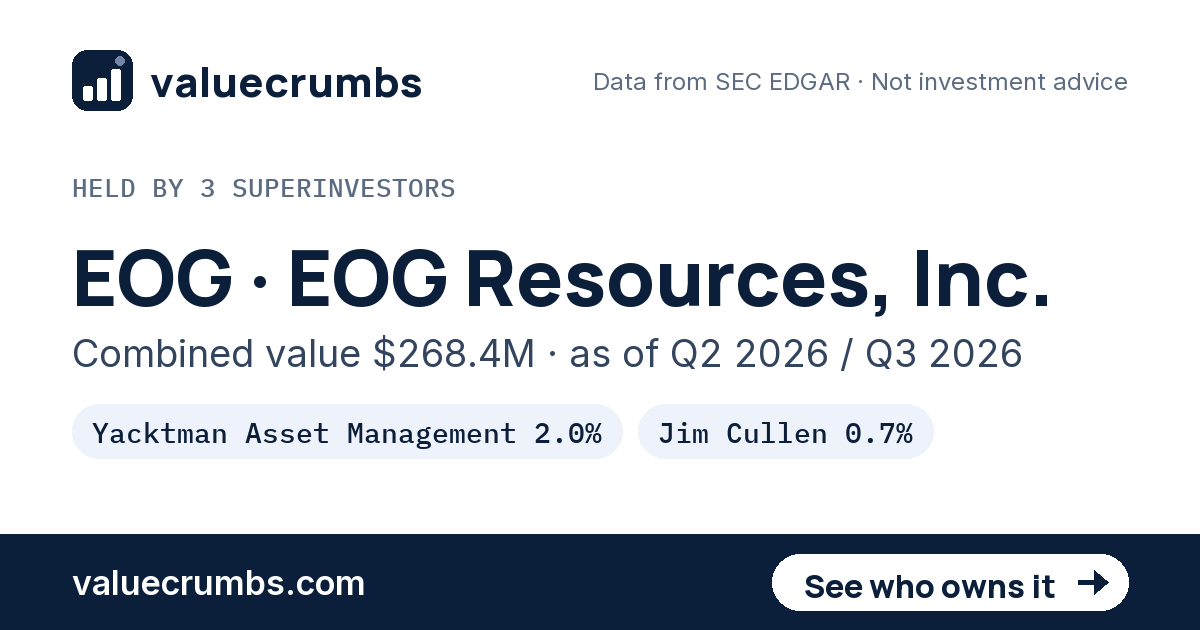 valuecrumbs
Data from SEC EDGAR · Not investment advice
HELD BY 3 SUPERINVESTORS
EOG · EOG Resources, Inc.
Combined value $268.4M · as of Q2 2026 / Q3 2026
Yacktman Asset Management 2.0%
Jim Cullen 0.7%
valuecrumbs.com
See who owns it →